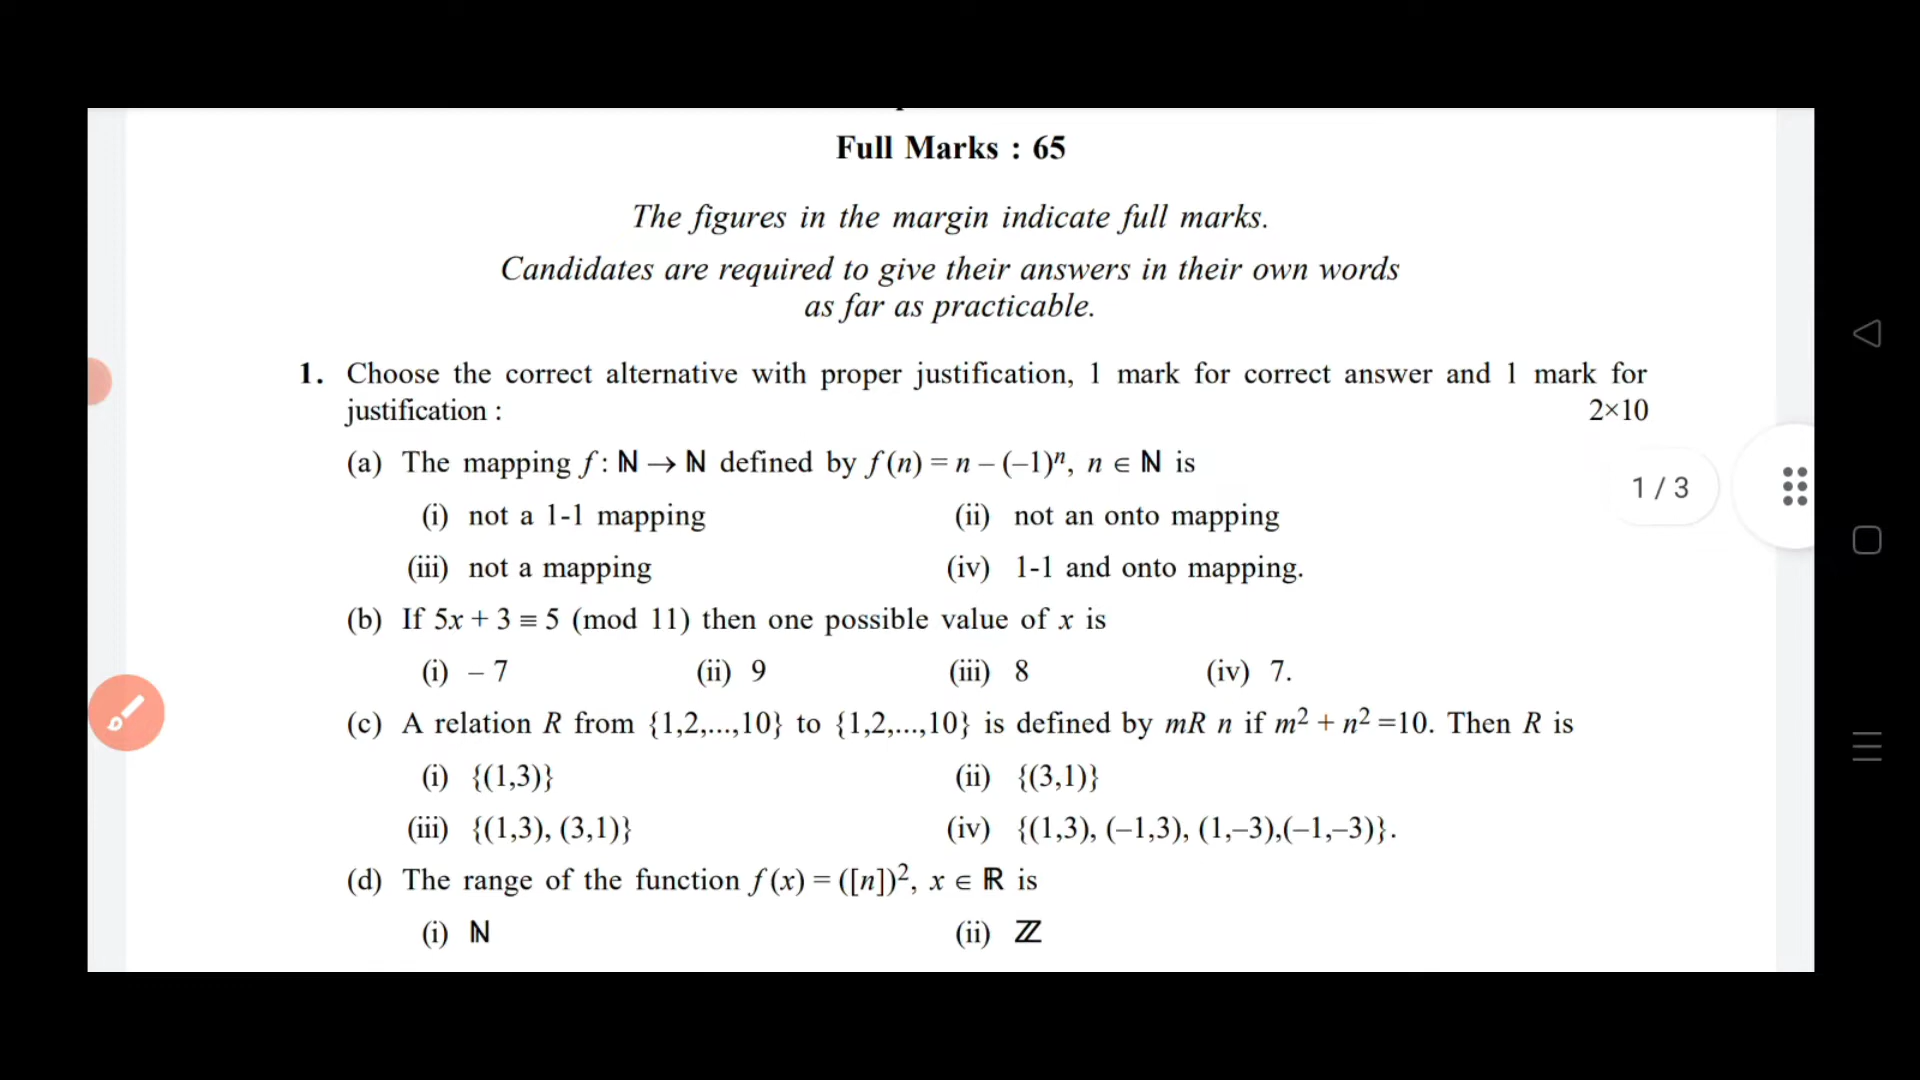 Full Marks : 65
The figures in the margin indicate full marks.
Candidates are required to give their answers in their own words
as far as practicable.
1. Choose the correct alternative with proper justification, 1 mark for correct answer and 1 mark for
justification : 2×10
(a) The mapping f : ℕ → ℕ defined by f(n) = n – (–1)ⁿ, n ∈ ℕ is
(i) not a 1-1 mapping (ii) not an onto mapping
(iii) not a mapping (iv) 1-1 and onto mapping.
1 / 3
(b) If 5x + 3 ≡ 5 (mod 11) then one possible value of x is
(i) – 7 (ii) 9 (iii) 8 (iv) 7.
(c) A relation R from {1,2,...,10} to {1,2,...,10} is defined by mR n if m² + n² =10. Then R is
(i) {(1,3)} (ii) {(3,1)}
(iii) {(1,3), (3,1)} (iv) {(1,3), (–1,3), (1,–3),(–1,–3)}.
(d) The range of the function f(x) = ([n])², x ∈ ℝ is
(i) ℕ (ii) ℤ